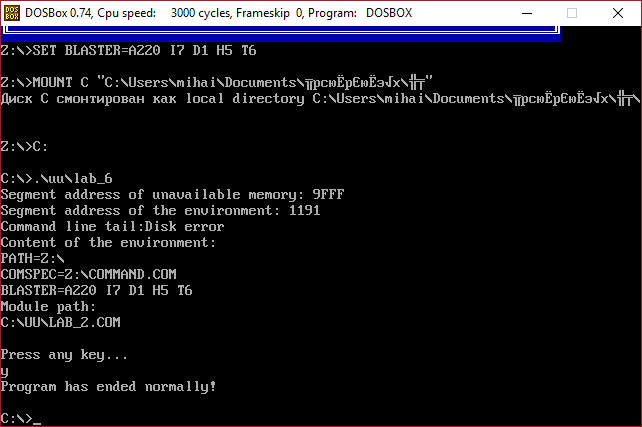 DOSBox 0.74, Cpu speed: 3000 cycles, Frameskip 0, Program: DOSBOX
Z:\>SET BLASTER=A220 I7 D1 H5 T6
Z:\>MOUNT C "C:\Users\mihai\Documents\╥рсюЁрЄюЁэ√х\╬╤"
Диск C смонтирован как local directory C:\Users\mihai\Documents\╥рсюЁрЄюЁэ√х\╬╤\
Z:\>C:
C:\>.\uu\lab_6
Segment address of unavailable memory: 9FFF
Segment address of the environment: 1191
Command line tail:Disk error
Content of the environment:
PATH=Z:\
COMSPEC=Z:\COMMAND.COM
BLASTER=A220 I7 D1 H5 T6
Module path:
C:\UU\LAB_2.COM
Press any key...
y
Program has ended normally!
C:\>_